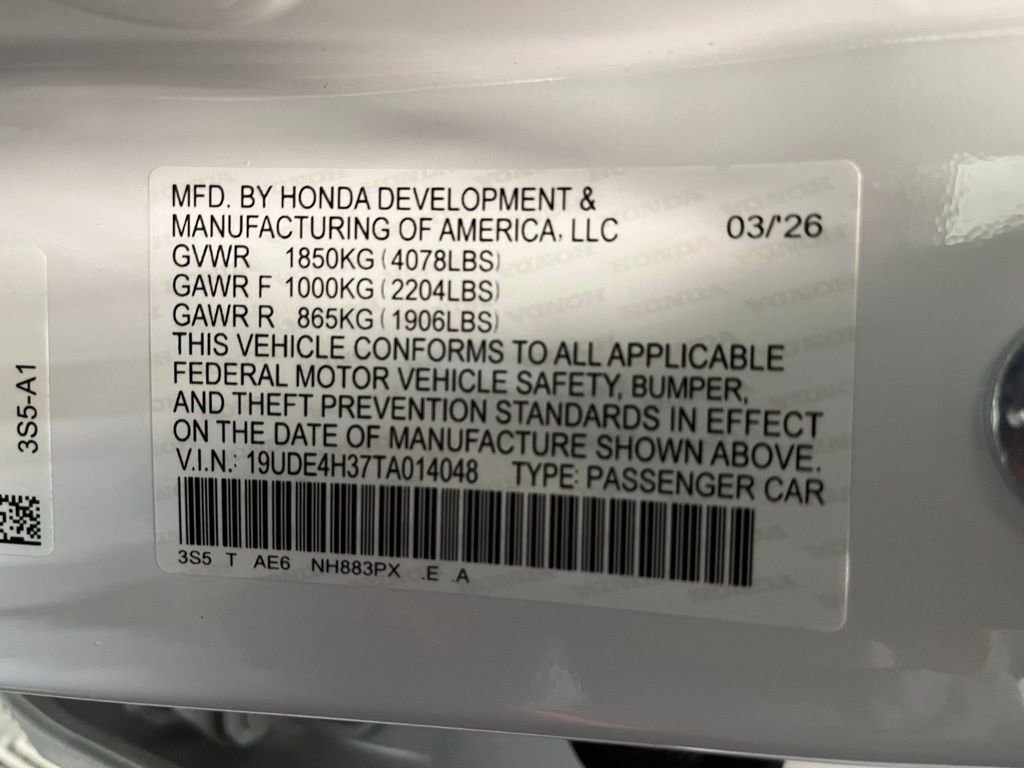 MFD. BY HONDA DEVELOPMENT &
MANUFACTURING OF AMERICA, LLC 03/'26
GVWR 1850KG (4078LBS)
GAWR F 1000KG (2204LBS)
GAWR R 865KG (1906LBS)
THIS VEHICLE CONFORMS TO ALL APPLICABLE
FEDERAL MOTOR VEHICLE SAFETY, BUMPER,
AND THEFT PREVENTION STANDARDS IN EFFECT
ON THE DATE OF MANUFACTURE SHOWN ABOVE.
V.I.N.: 19UDE4H37TA014048 TYPE: PASSENGER CAR
3S5 T AE6 NH883PX .E .A
3S5-A1